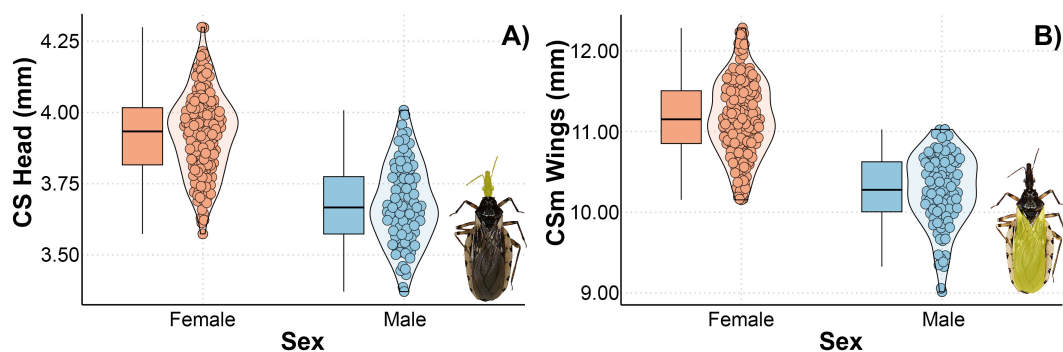 A)
CS Head (mm)
4.25
4.00
3.75
3.50
Female
Male
Sex
B)
CSm Wings (mm)
12.00
11.00
10.00
9.00
Female
Male
Sex